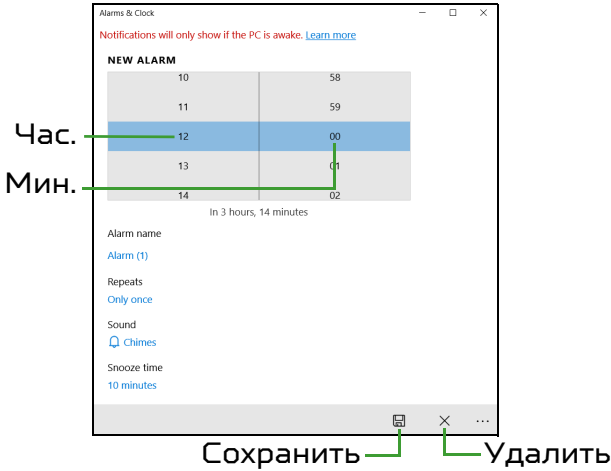 Alarms & Clock
Notifications will only show if the PC is awake. Learn more
NEW ALARM
10 58
11 59
Час. 12 00
13 01
Мин.
14 02
In 3 hours, 14 minutes
Alarm name
Alarm (1)
Repeats
Only once
Sound
Chimes
Snooze time
10 minutes
Сохранить Удалить